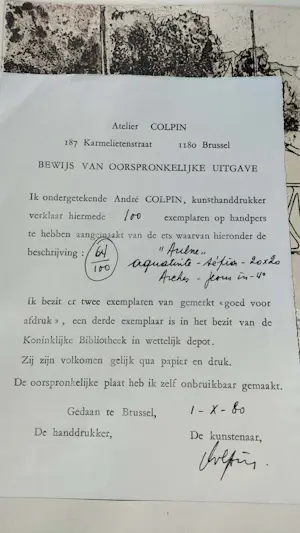 Atelier COLPIN
187 Karmelietenstraat 1180 Brussel
BEWIJS VAN OORSPRONKELIJKE UITGAVE
Ik ondergetekende André COLPIN, kunsthanddrukker
verklaar hiermede 100 exemplaren op handpers
te hebben aangemaakt van de ets waarvan hieronder de
beschrijving : 64/100 "Aulne"
aquatinte - sépia - 20x20
Arches - Jésus in-4°
Ik bezit er twee exemplaren van gemerkt «goed voor
afdruk», een derde exemplaar is in het bezit van de
Koninklijke Bibliotheek in wettelijk depot.
Zij zijn volkomen gelijk qua papier en druk.
De oorspronkelijke plaat heb ik zelf onbruikbaar gemaakt.
Gedaan te Brussel, 1-X-80
De handdrukker, De kunstenaar,
Colpin.